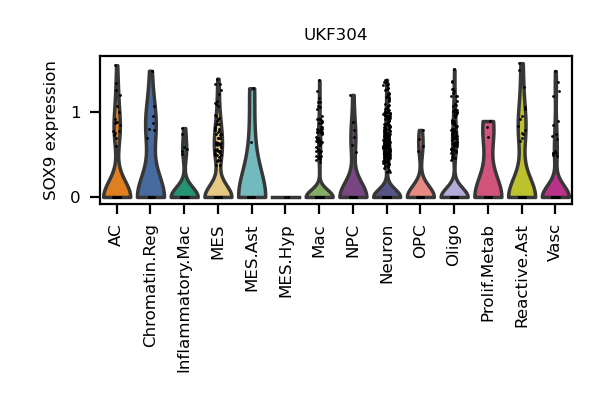 UKF304
SOX9 expression
1
0
AC
Chromatin.Reg
Inflammatory.Mac
MES
MES.Ast
MES.Hyp
Mac
NPC
Neuron
OPC
Oligo
Prolif.Metab
Reactive.Ast
Vasc